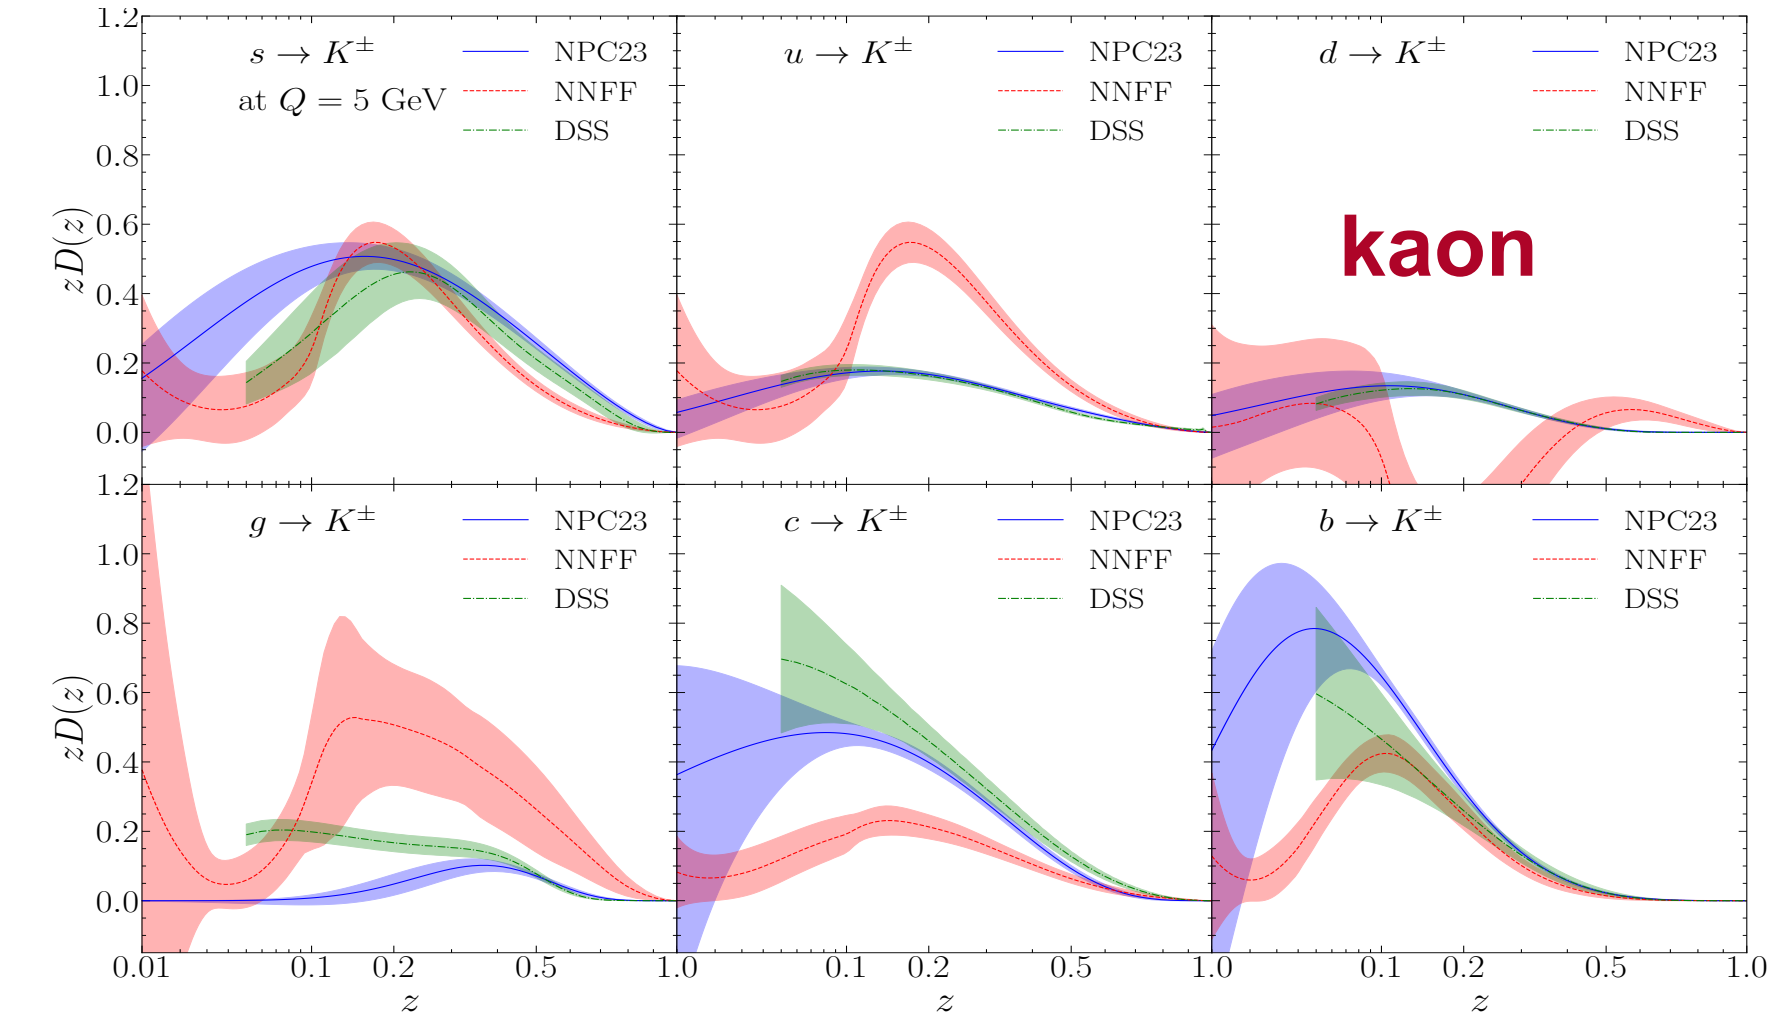 s → K±
at Q = 5 GeV
NPC23
NNFF
DSS
u → K±
NPC23
NNFF
DSS
d → K±
NPC23
NNFF
DSS
kaon
zD(z)
1.2
1.0
0.8
0.6
0.4
0.2
0.0
g → K±
NPC23
NNFF
DSS
c → K±
NPC23
NNFF
DSS
b → K±
NPC23
NNFF
DSS
zD(z)
1.2
1.0
0.8
0.6
0.4
0.2
0.0
0.01 0.1 0.2 0.5 1.0 0.1 0.2 0.5 1.0 0.1 0.2 0.5 1.0
z z z